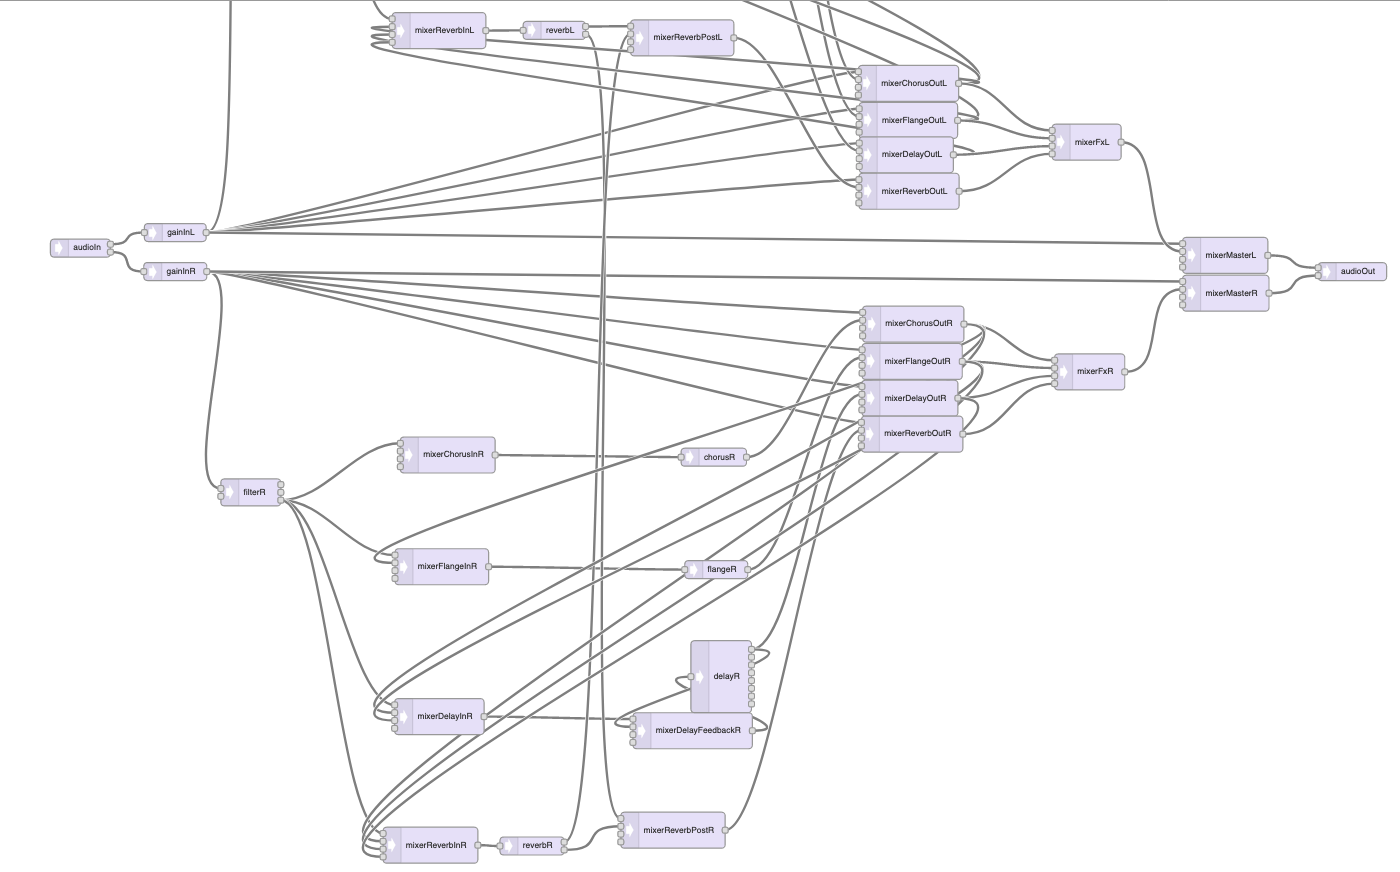 mixerReverbInL
reverbL
mixerReverbPostL
mixerChorusOutL
mixerFlangeOutL
mixerDelayOutL
mixerReverbOutL
mixerFxL
gainInL
audioIn
gainInR
mixerMasterL
mixerMasterR
audioOut
mixerChorusOutR
mixerFlangeOutR
mixerDelayOutR
mixerReverbOutR
mixerFxR
mixerChorusInR
chorusR
filterR
mixerFlangeInR
flangeR
delayR
mixerDelayInR
mixerDelayFeedbackR
mixerReverbInR
reverbR
mixerReverbPostR